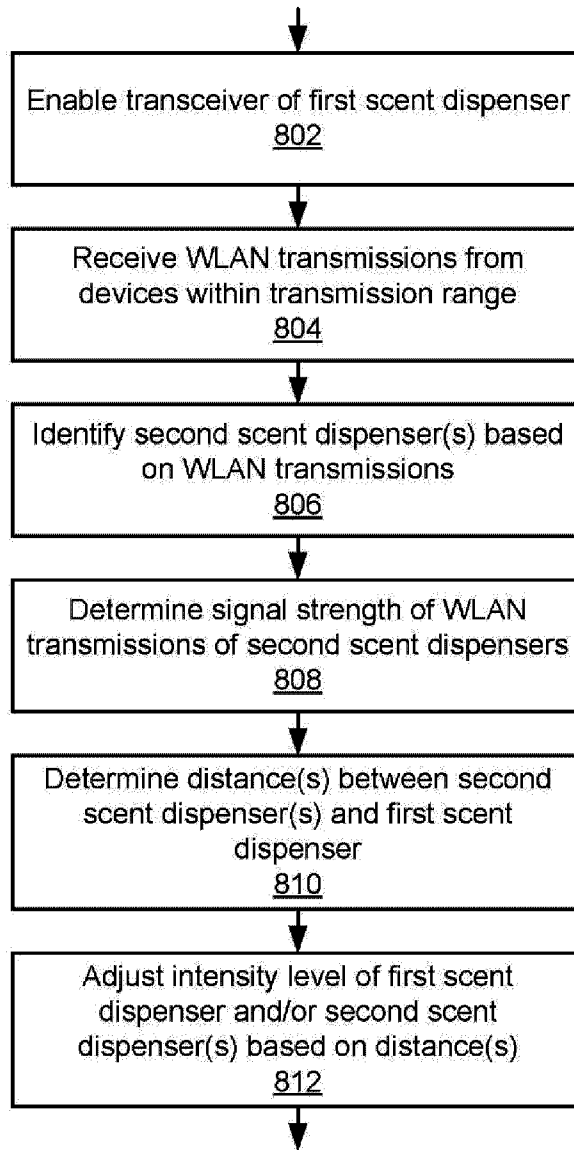 Enable transceiver of first scent dispenser
802
Receive WLAN transmissions from
devices within transmission range
804
Identify second scent dispenser(s) based
on WLAN transmissions
806
Determine signal strength of WLAN
transmissions of second scent dispensers
808
Determine distance(s) between second
scent dispenser(s) and first scent
dispenser
810
Adjust intensity level of first scent
dispenser and/or second scent
dispenser(s) based on distance(s)
812